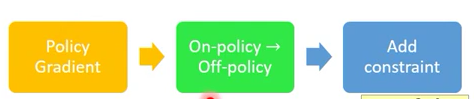 Policy
Gradient
On-policy →
Off-policy
Add
constraint